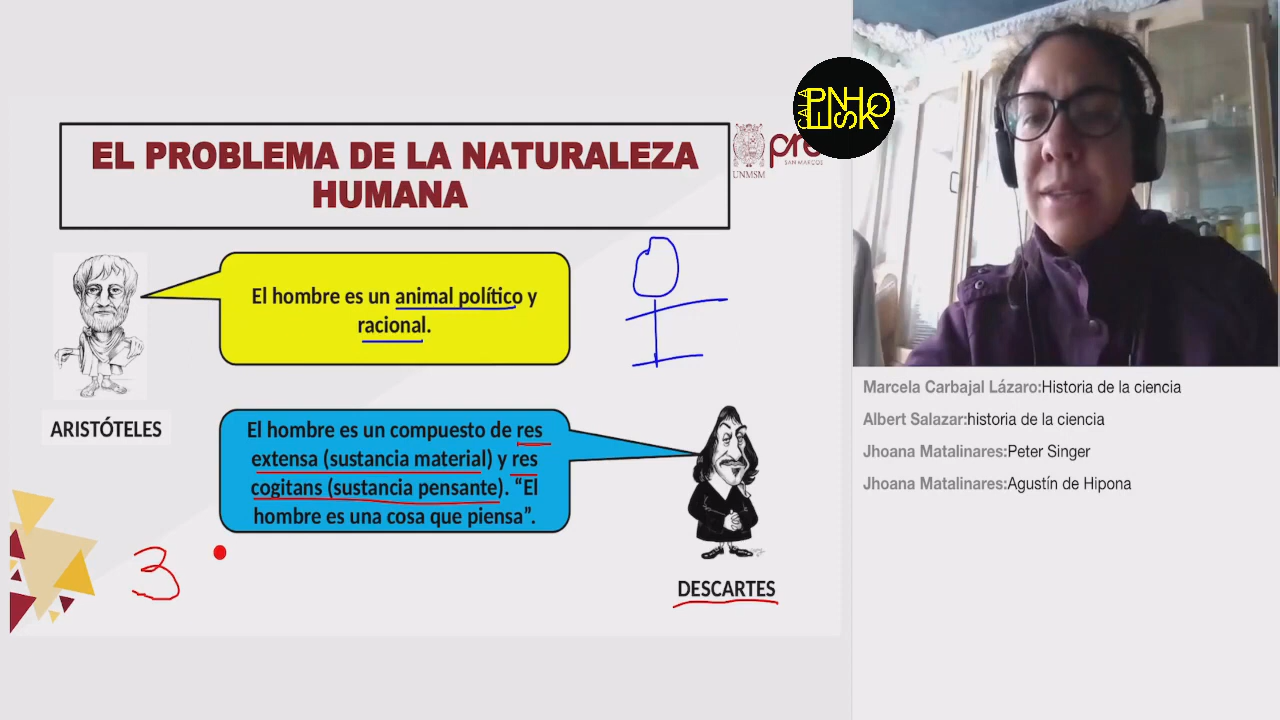 EL PROBLEMA DE LA NATURALEZA
HUMANA
UNMSM
pre
SAN MARCOS
El hombre es un animal político y
racional.
ARISTÓTELES
El hombre es un compuesto de res
extensa (sustancia material) y res
cogitans (sustancia pensante). “El
hombre es una cosa que piensa”.
DESCARTES
3
Marcela Carbajal Lázaro:Historia de la ciencia
Albert Salazar:historia de la ciencia
Jhoana Matalinares:Peter Singer
Jhoana Matalinares:Agustín de Hipona